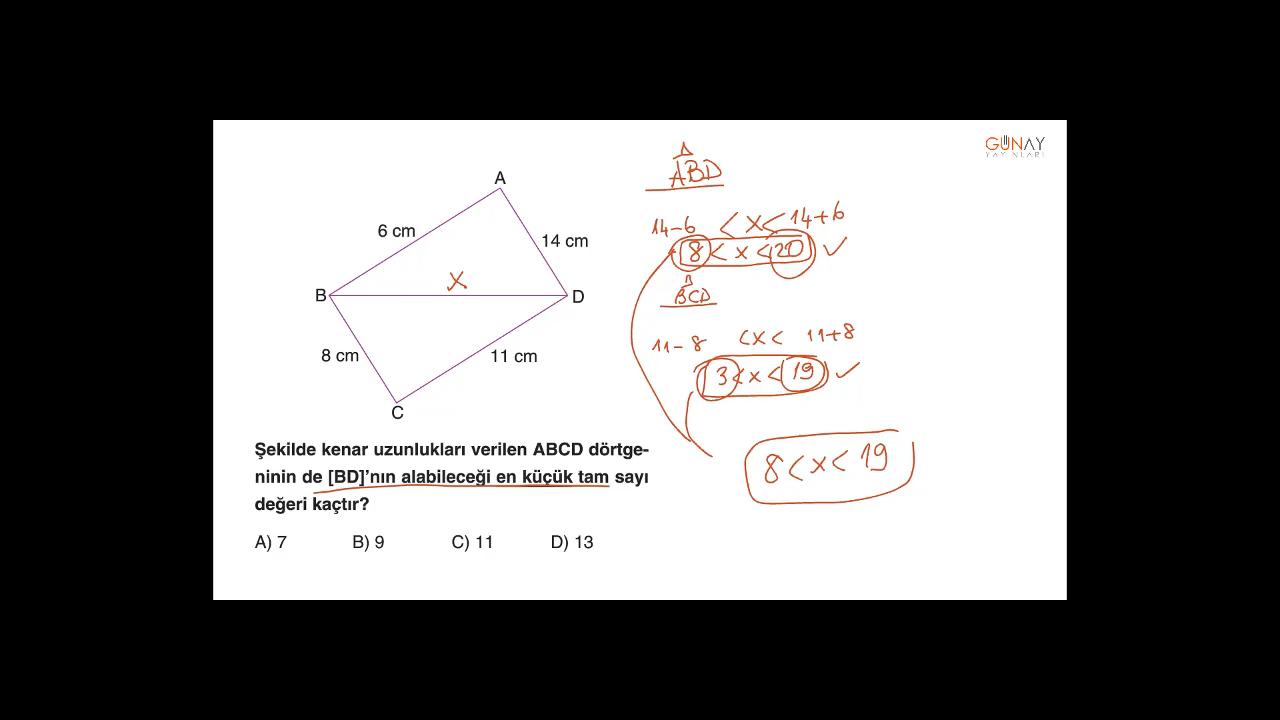 GÜNAY
YAYINLARI
A
6 cm
14 cm
x
B
D
8 cm
11 cm
C
ABD
14-6 < x < 14+6
8 < x < 20
BCD
11-8 < x < 11+8
3 < x < 19
8 < x < 19
Şekilde kenar uzunlukları verilen ABCD dörtge-
ninin de [BD]'nın alabileceği en küçük tam sayı
değeri kaçtır?
A) 7 B) 9 C) 11 D) 13